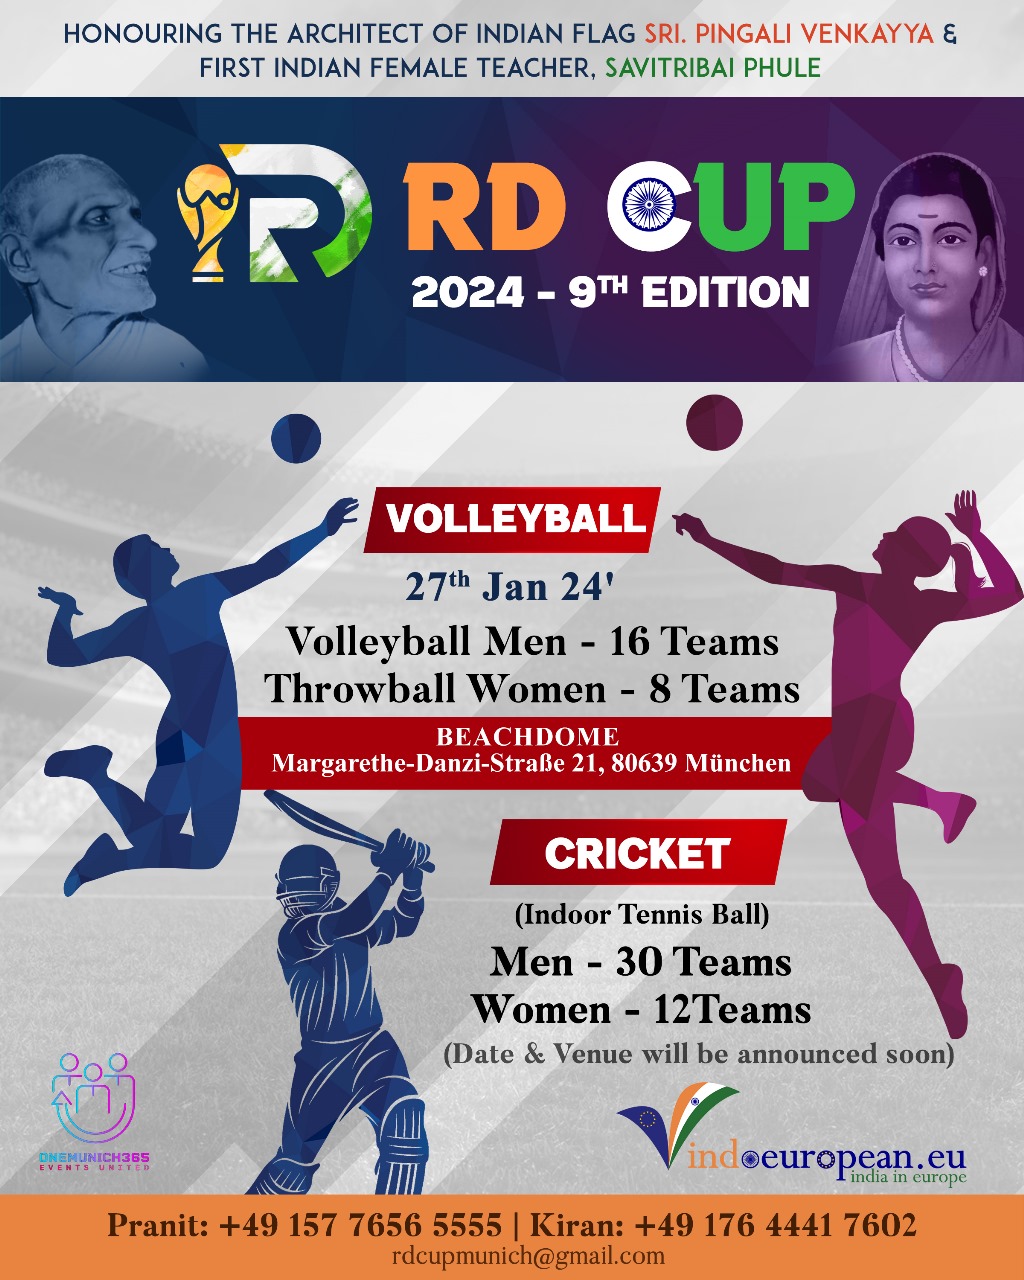 HONOURING THE ARCHITECT OF INDIAN FLAG SRI. PINGALI VENKAYYA &
FIRST INDIAN FEMALE TEACHER, SAVITRIBAI PHULE
RD CUP
2024 - 9TH EDITION
VOLLEYBALL
27th Jan 24'
Volleyball Men - 16 Teams
Throwball Women - 8 Teams
BEACHDOME
Margarethe-Danzi-Straße 21, 80639 München
CRICKET
(Indoor Tennis Ball)
Men - 30 Teams
Women - 12Teams
(Date & Venue will be announced soon)
ONEMUNICH365
EVENTS UNITED
indoeuropean.eu
india in europe
Pranit: +49 157 7656 5555 | Kiran: +49 176 4441 7602
rdcupmunich@gmail.com